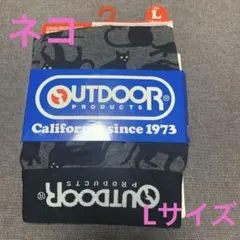 L
ネコ
OUTDOOR
PRODUCTS
California since 1973
OUTDOOR
PRODUCTS
Lサイズ